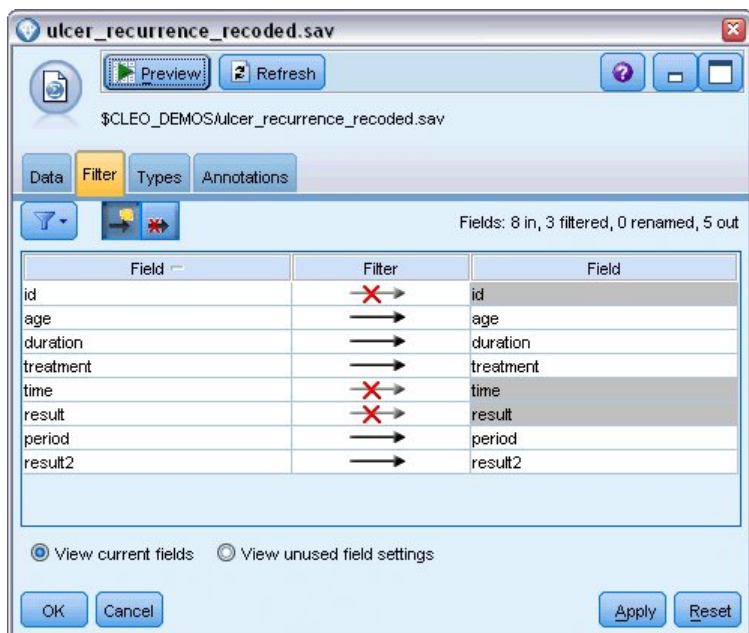 ulcer_recurrence_recoded.sav
Preview Refresh
$CLEO_DEMOS/ulcer_recurrence_recoded.sav
Data Filter Types Annotations
Fields: 8 in, 3 filtered, 0 renamed, 5 out
Field Filter Field
id id
age age
duration duration
treatment treatment
time time
result result
period period
result2 result2
View current fields View unused field settings
OK Cancel Apply Reset